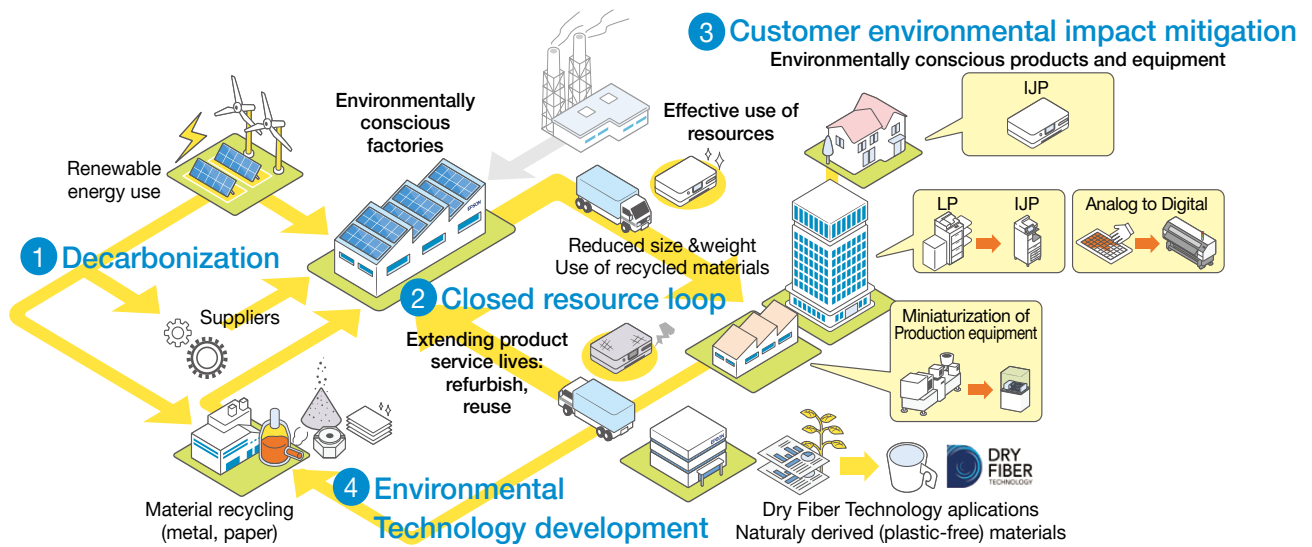 3 Customer environmental impact mitigation
Environmentally conscious products and equipment
IJP
Environmentally
conscious
factories
Effective use of
resources
Renewable
energy use
EPSON
LP
IJP
Analog to Digital
1 Decarbonization
Reduced size &weight
Use of recycled materials
2 Closed resource loop
Suppliers
Miniaturization of
Production equipment
Extending product
service lives:
refurbish,
reuse
EPSON
DRY
FIBER
TECHNOLOGY
4 Environmental
Technology development
Material recycling
(metal, paper)
Dry Fiber Technology aplications
Naturaly derived (plastic-free) materials